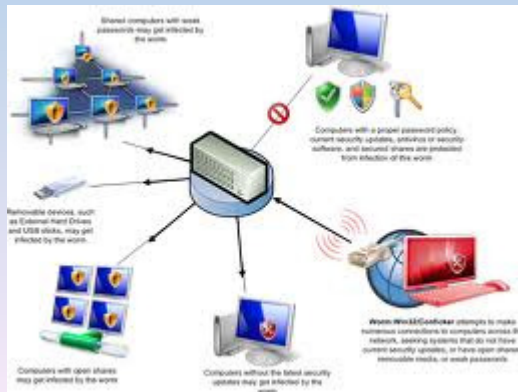 Shared computers with weak
passwords may get infected by
the worm
Computers with a proper password policy,
current security updates, antivirus or security
software, and secured shares are protected
from infection of this worm
Removable devices, such
as External Hard Drives
and USB sticks, may get
infected by the worm
Worm:Win32/Conficker attempts to make
numerous connections to computers across the
network, seeking systems that do not have
current security updates, or have open shares,
removable media, or weak passwords
Computers with open shares
may get infected by the worm
Computers without the latest security
updates may get infected by the
worm